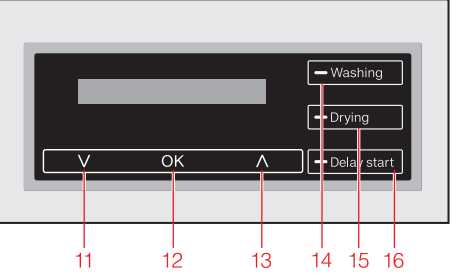 Washing
Drying
∨ OK ∧
Delay start
11 12 13 14 15 16